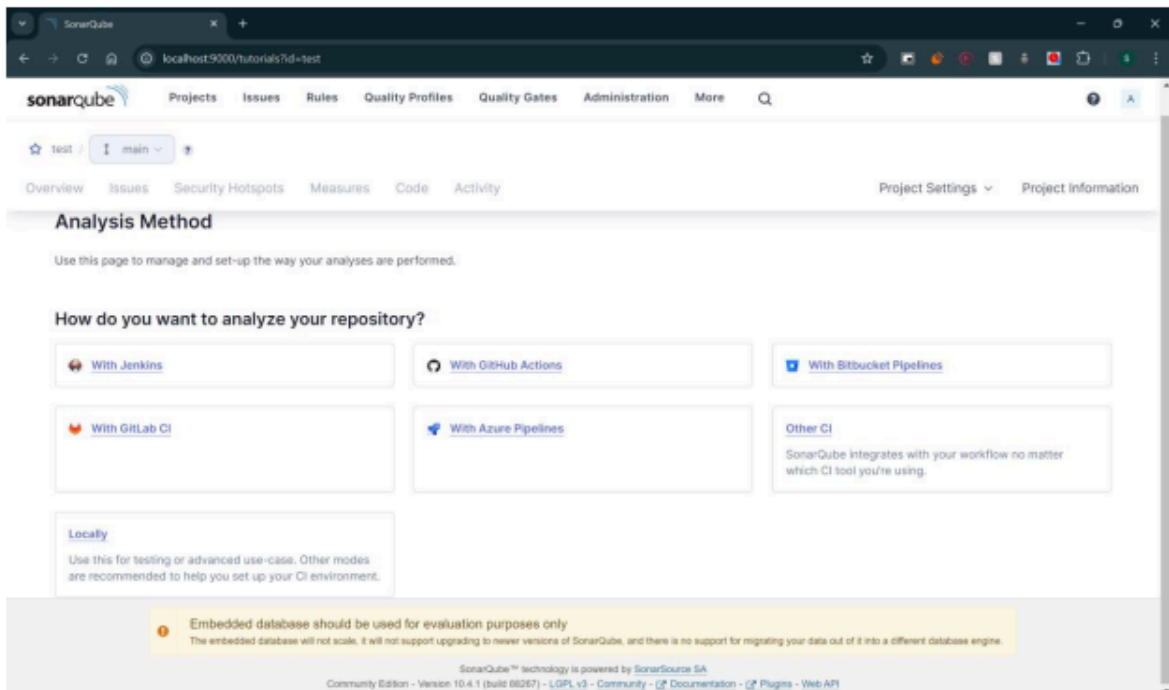 SonarQube
localhost:9000/tutorials?id=test
sonarqube Projects Issues Rules Quality Profiles Quality Gates Administration More A
test / main
Overview Issues Security Hotspots Measures Code Activity Project Settings Project Information
Analysis Method
Use this page to manage and set-up the way your analyses are performed.
How do you want to analyze your repository?
With Jenkins With GitHub Actions With Bitbucket Pipelines
With GitLab CI With Azure Pipelines Other CI
SonarQube integrates with your workflow no matter
which CI tool you're using.
Locally
Use this for testing or advanced use-case. Other modes
are recommended to help you set up your CI environment.
Embedded database should be used for evaluation purposes only
The embedded database will not scale, it will not support upgrading to newer versions of SonarQube, and there is no support for migrating your data out of it into a different database engine.
SonarQube™ technology is powered by SonarSource SA
Community Edition - Version 10.4.1 (build 88267) - LGPL v3 - Community - Documentation - Plugins - Web API